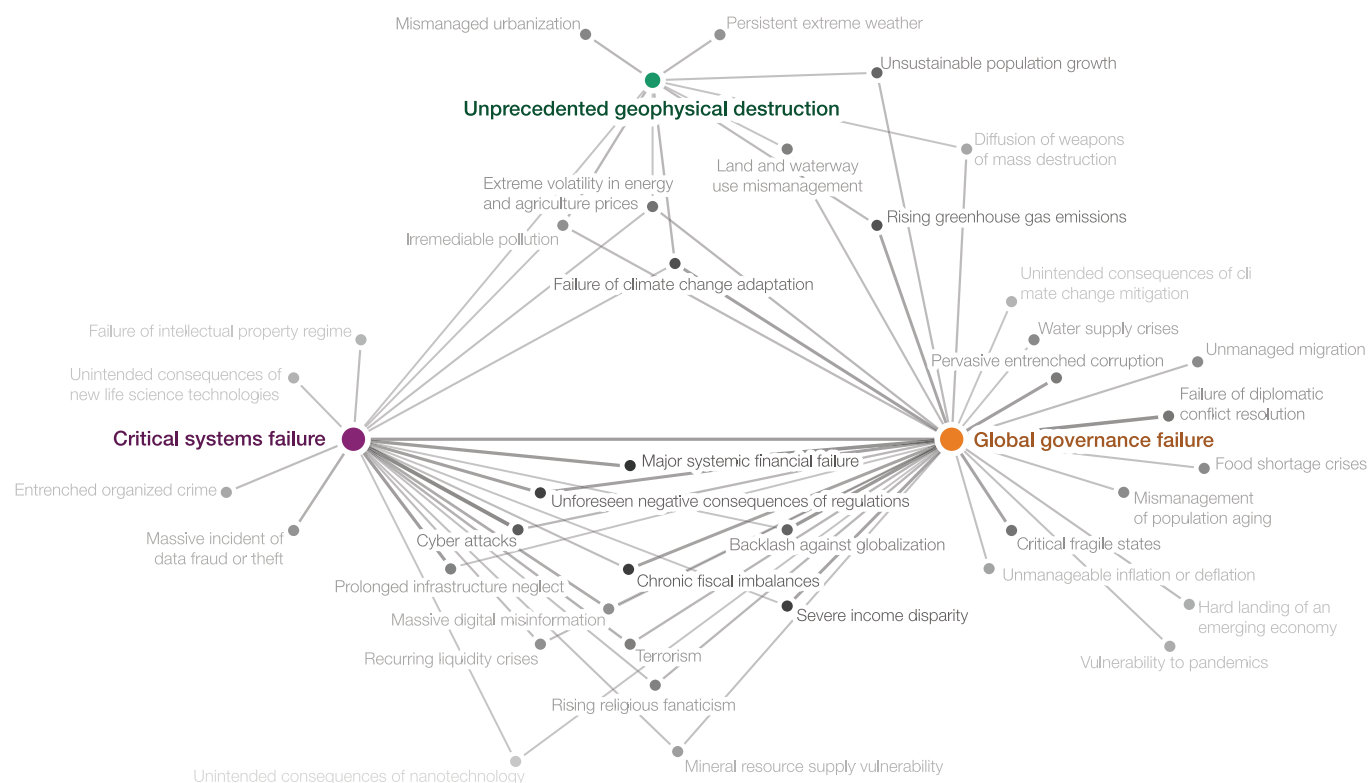 Mismanaged urbanization
Persistent extreme weather
Unsustainable population growth
Unprecedented geophysical destruction
Diffusion of weapons
of mass destruction
Land and waterway
use mismanagement
Extreme volatility in energy
and agriculture prices
Rising greenhouse gas emissions
Irremediable pollution
Failure of climate change adaptation
Unintended consequences of cli
mate change mitigation
Failure of intellectual property regime
Water supply crises
Unmanaged migration
Pervasive entrenched corruption
Unintended consequences of
new life science technologies
Failure of diplomatic
conflict resolution
Critical systems failure
Global governance failure
Major systemic financial failure
Food shortage crises
Entrenched organized crime
Unforeseen negative consequences of regulations
Mismanagement
of population aging
Massive incident of
data fraud or theft
Cyber attacks
Backlash against globalization
Critical fragile states
Prolonged infrastructure neglect
Chronic fiscal imbalances
Unmanageable inflation or deflation
Massive digital misinformation
Severe income disparity
Hard landing of an
emerging economy
Recurring liquidity crises
Terrorism
Vulnerability to pandemics
Rising religious fanaticism
Mineral resource supply vulnerability
Unintended consequences of nanotechnology